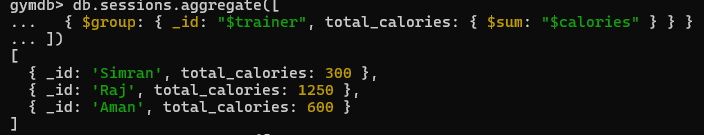 gymdb> db.sessions.aggregate([
...   { $group: { _id: "$trainer", total_calories: { $sum: "$calories" } } }
... ])
[
  { _id: 'Simran', total_calories: 300 },
  { _id: 'Raj', total_calories: 1250 },
  { _id: 'Aman', total_calories: 600 }
]